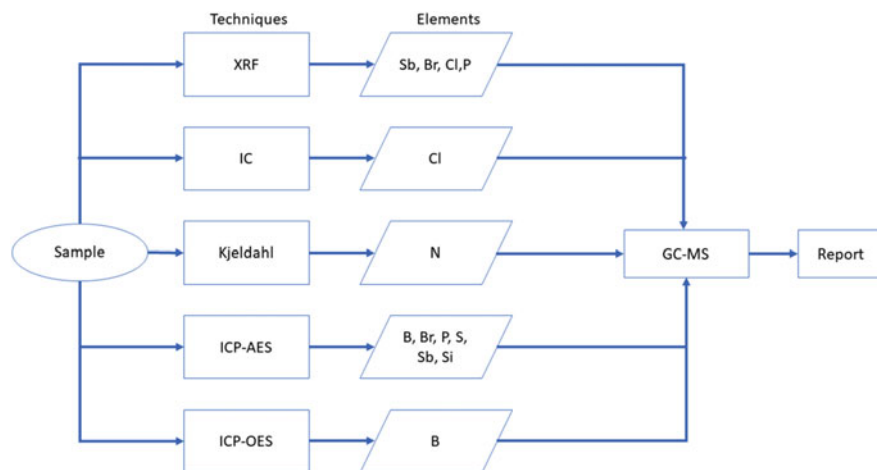 Techniques
Elements
XRF
Sb, Br, Cl,P
IC
Cl
Sample
Kjeldahl
N
GC-MS
Report
ICP-AES
B, Br, P, S,
Sb, Si
ICP-OES
B